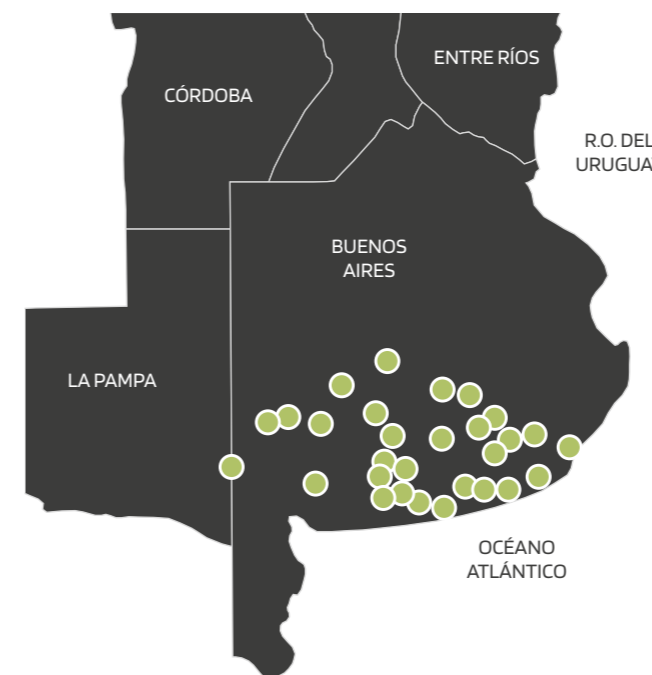 ENTRE RÍOS
CÓRDOBA
R.O. DEL
URUGUA
BUENOS
AIRES
LA PAMPA
OCÉANO
ATLÁNTICO